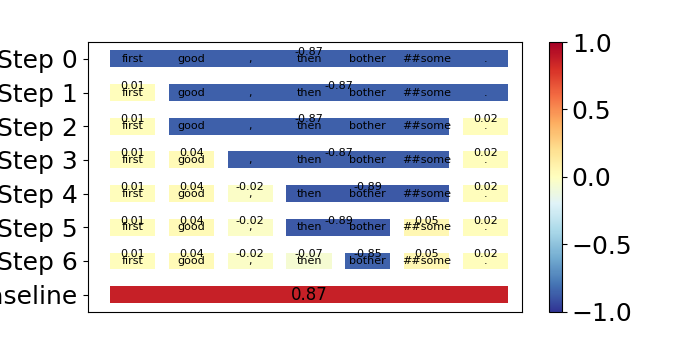 -0.87
Step 0 first good , then bother ##some . 1.0
0.01 -0.87
Step 1 first good , then bother ##some .
0.01 -0.87 0.02
Step 2 first good , then bother ##some . 0.5
0.01 0.04 -0.87 0.02
Step 3 first good , then bother ##some .
0.01 0.04 -0.02 -0.89 0.02 0.0
Step 4 first good , then bother ##some .
0.01 0.04 -0.02 -0.89 0.05 0.02
Step 5 first good , then bother ##some . −0.5
0.01 0.04 -0.02 -0.07 -0.85 0.05 0.02
Step 6 first good , then bother ##some .
aseline 0.87 −1.0